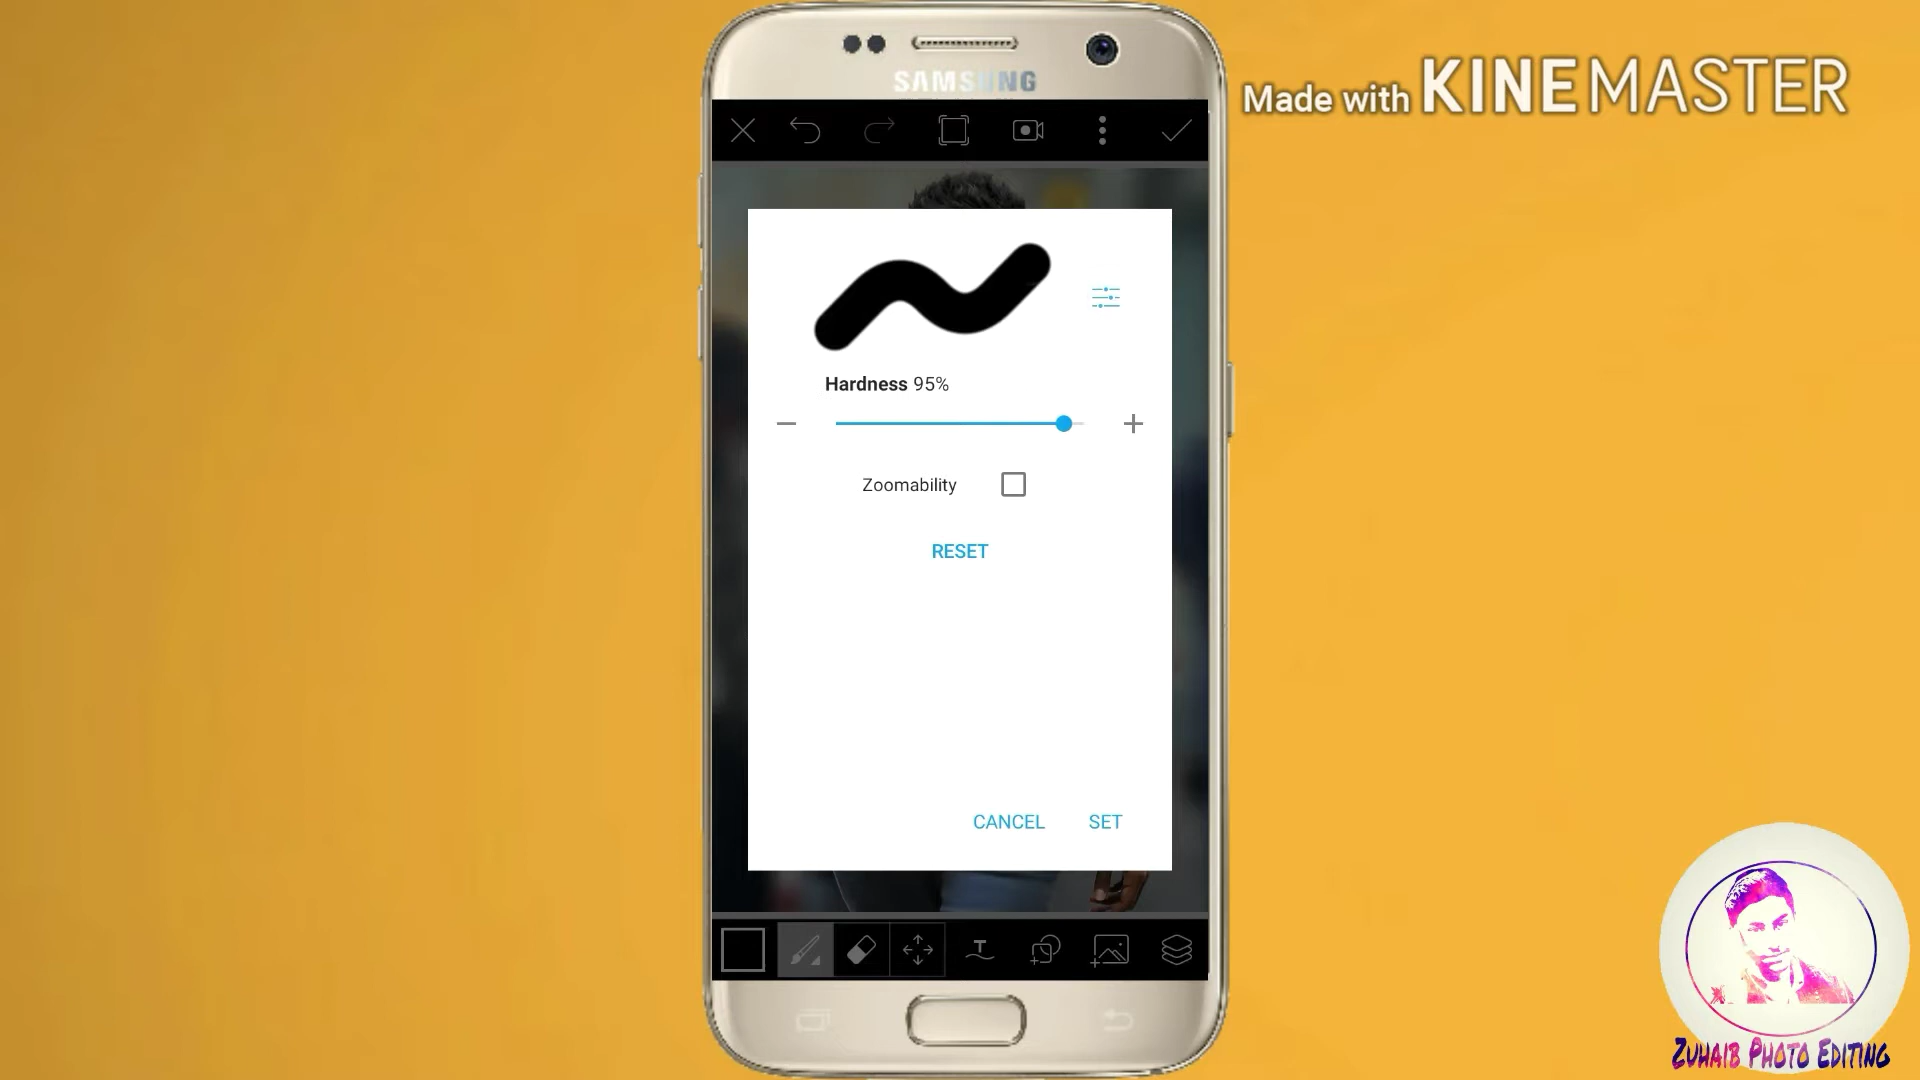 SAMSUNG
Made with KINEMASTER
Hardness 95%
Zoomability
RESET
CANCEL SET
T
ZUHAIB PHOTO EDITING